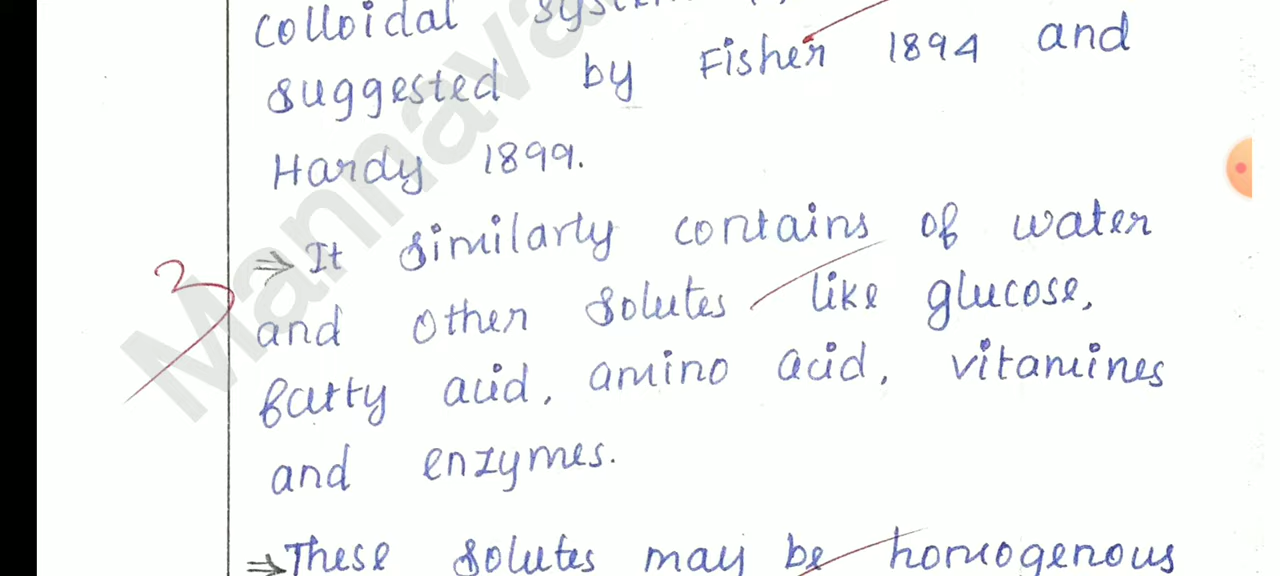 colloidal
suggested by Fisher 1894 and
Hardy 1899.
3 ⇒ It similarly contains of water
and other solutes like glucose,
fatty acid, amino acid, vitamines
and enzymes.
⇒ These solutes may be homogenous